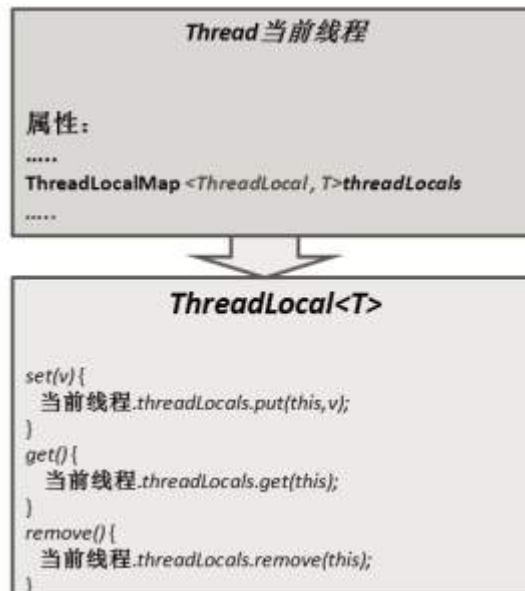 Thread当前线程
属性：
.....
ThreadLocalMap <ThreadLocal, T>threadLocals
.....
ThreadLocal<T>
set(v) {
当前线程.threadLocals.put(this,v);
}
get() {
当前线程.threadLocals.get(this);
}
remove() {
当前线程.threadLocals.remove(this);
}